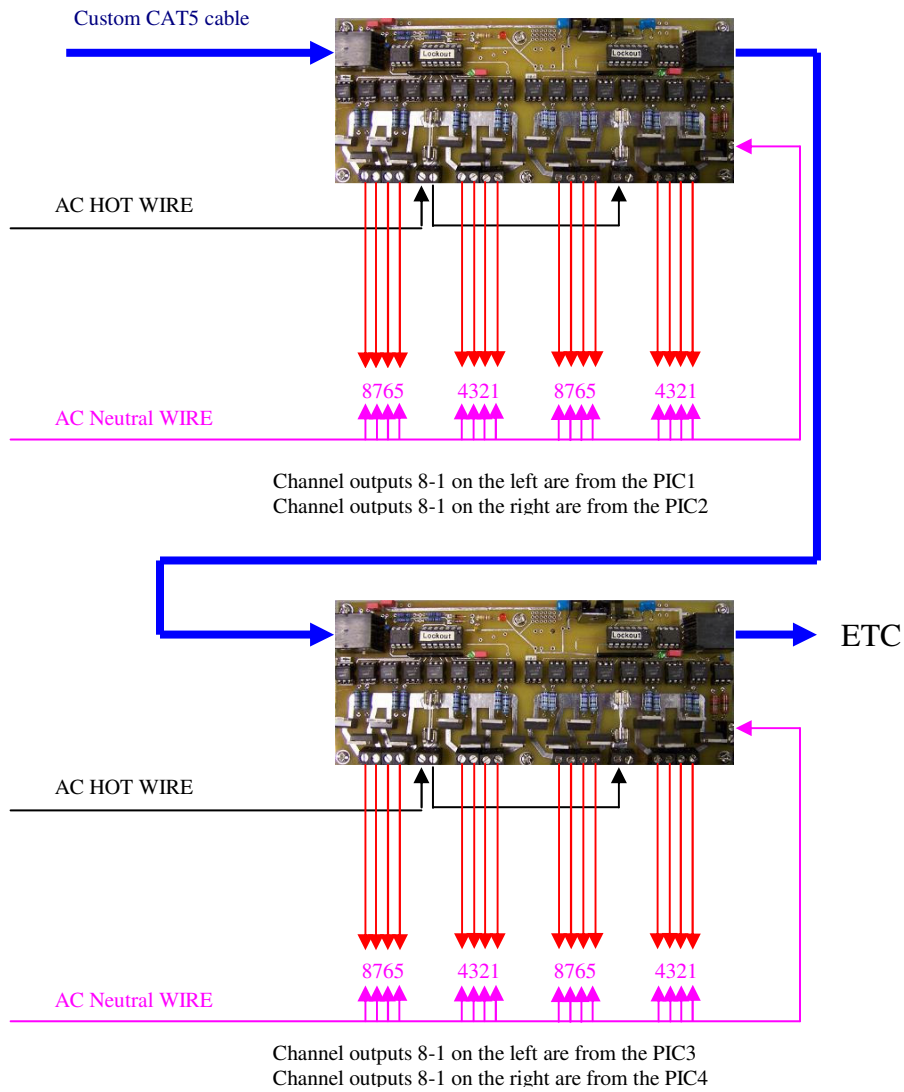 Custom CAT5 cable
Lockout
Lockout
AC HOT WIRE
8765 4321 8765 4321
AC Neutral WIRE
Channel outputs 8-1 on the left are from the PIC1
Channel outputs 8-1 on the right are from the PIC2
Lockout
Lockout
ETC
AC HOT WIRE
8765 4321 8765 4321
AC Neutral WIRE
Channel outputs 8-1 on the left are from the PIC3
Channel outputs 8-1 on the right are from the PIC4